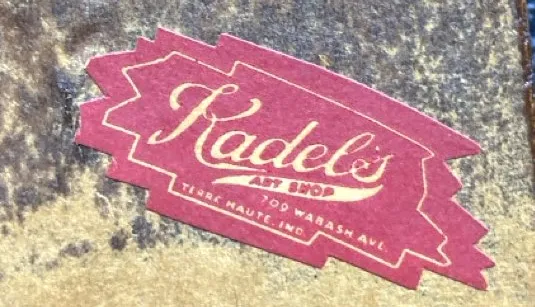 Kadel's
ART SHOP
709 WABASH AVE.
TERRE HAUTE, IND.